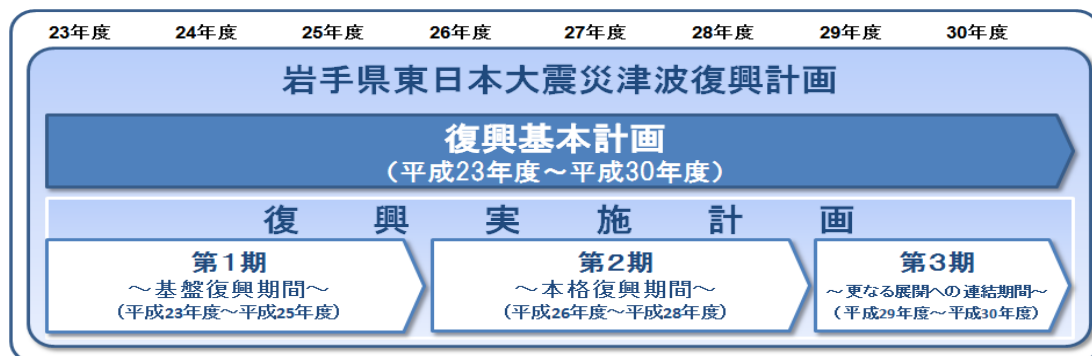 23年度 24年度 25年度 26年度 27年度 28年度 29年度 30年度
岩手県東日本大震災津波復興計画
復興基本計画
（平成23年度～平成30年度）
復興実施計画
第1期
～基盤復興期間～
（平成23年度～平成25年度）
第2期
～本格復興期間～
（平成26年度～平成28年度）
第3期
～更なる展開への連結期間～
（平成29年度～平成30年度）